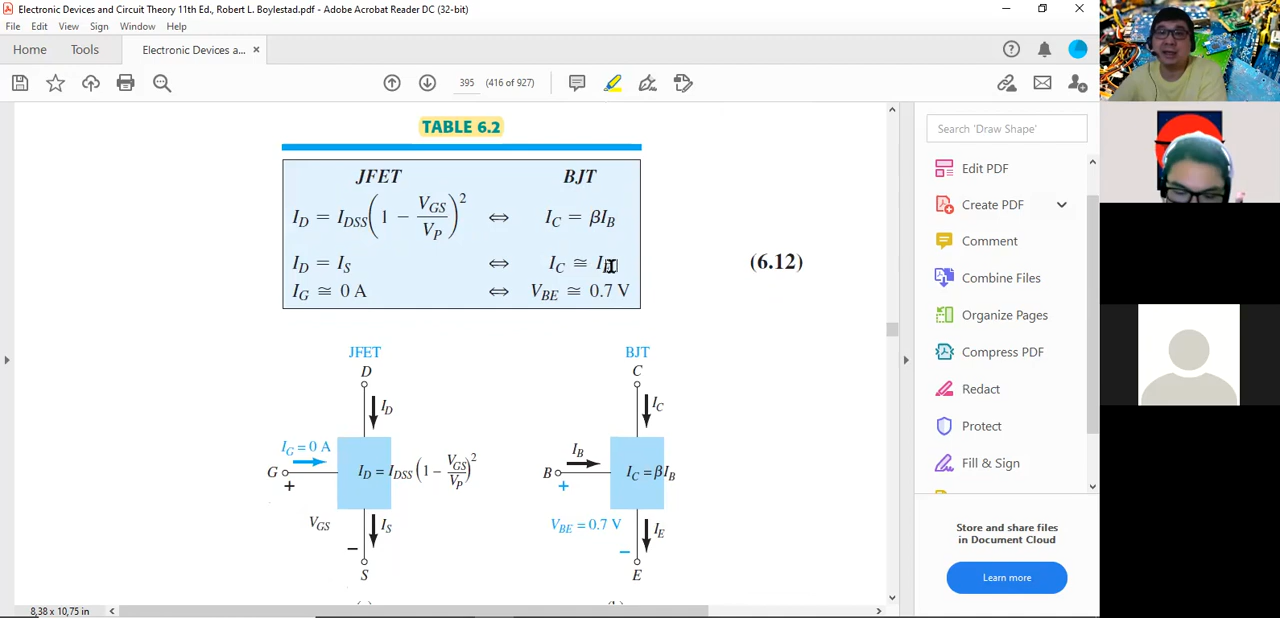 Electronic Devices and Circuit Theory 11th Ed., Robert L. Boylestad.pdf - Adobe Acrobat Reader DC (32-bit)
File Edit View Sign Window Help
Home Tools Electronic Devices a... ×
395 (416 of 927)
TABLE 6.2
JFET BJT
I_D = I_DSS(1 − V_GS/V_P)² ⇔ I_C = βI_B
I_D = I_S ⇔ I_C ≅ I
I_G ≅ 0 A ⇔ V_BE ≅ 0.7 V
(6.12)
JFET BJT
D C
I_D I_C
I_G = 0 A I_B
G I_D = I_DSS(1 − V_GS/V_P)² B I_C = βI_B
+ +
V_GS I_S V_BE = 0.7 V I_E
− −
S E
8,38 x 10,75 in
Search 'Draw Shape'
Edit PDF
Create PDF
Comment
Combine Files
Organize Pages
Compress PDF
Redact
Protect
Fill & Sign
Store and share files
in Document Cloud
Learn more